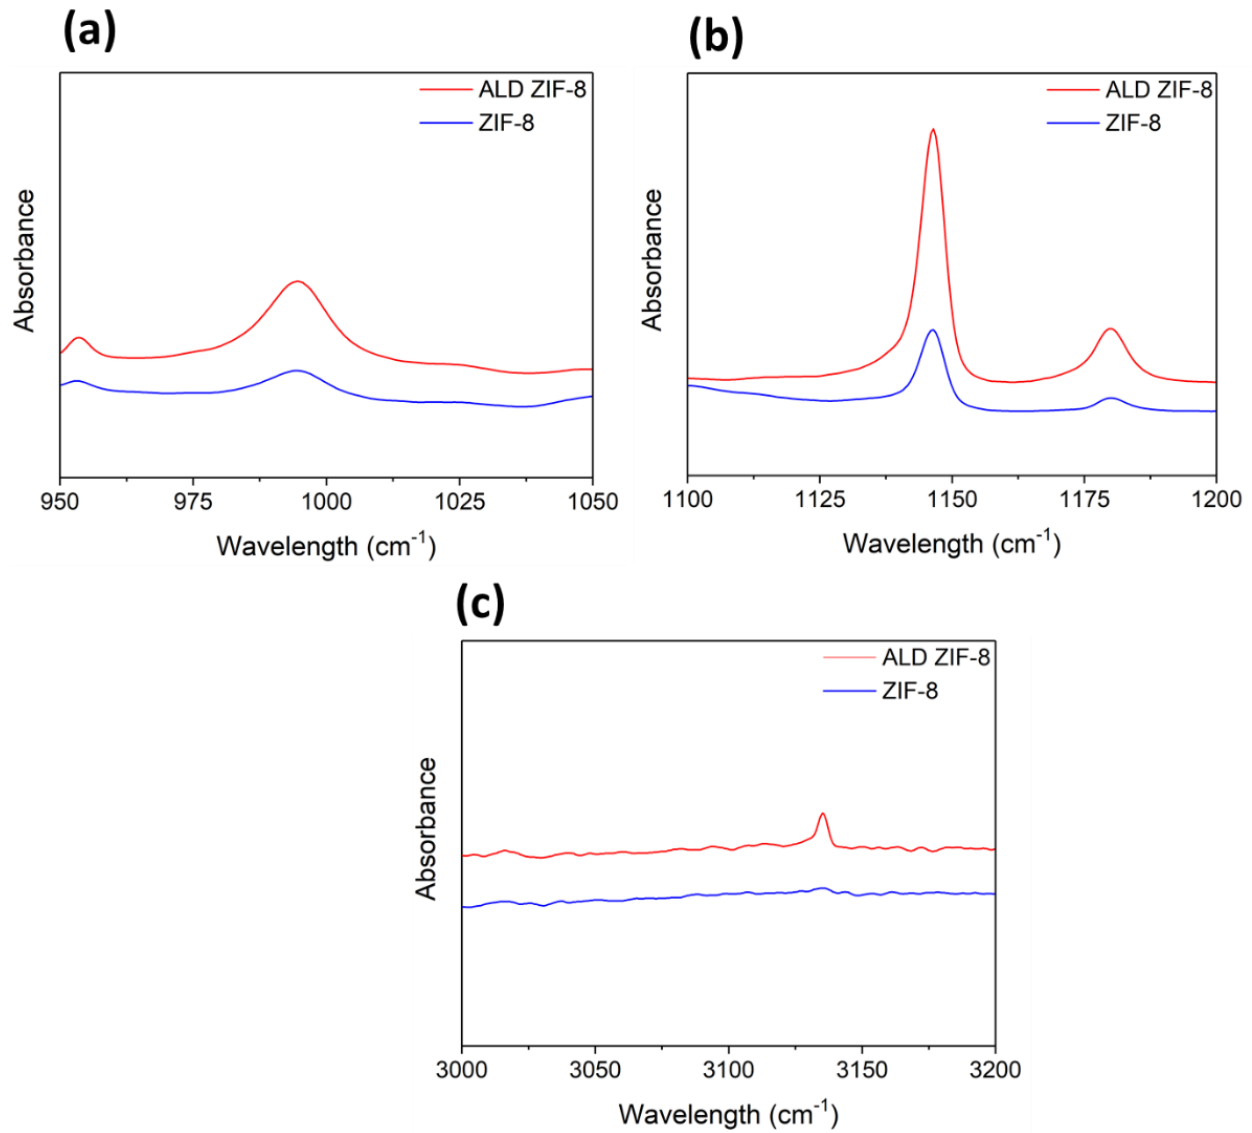 (a)
ALD ZIF-8
ZIF-8
Absorbance
950 975 1000 1025 1050
Wavelength (cm⁻¹)
(b)
ALD ZIF-8
ZIF-8
Absorbance
1100 1125 1150 1175 1200
Wavelength (cm⁻¹)
(c)
ALD ZIF-8
ZIF-8
Absorbance
3000 3050 3100 3150 3200
Wavelength (cm⁻¹)